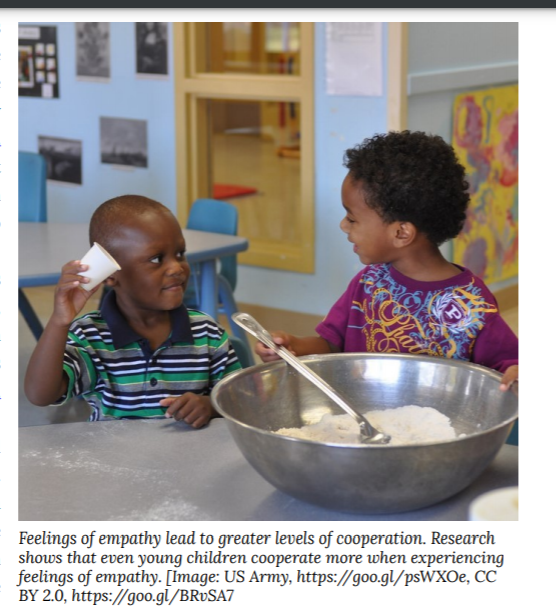 Feelings of empathy lead to greater levels of cooperation. Research
shows that even young children cooperate more when experiencing
feelings of empathy. [Image: US Army, https://goo.gl/psWXOe, CC
BY 2.0, https://goo.gl/BRvSA7